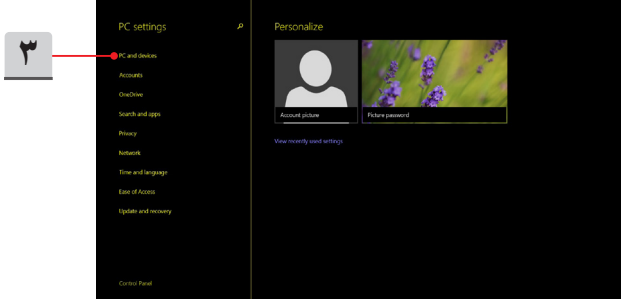 PC settings
Personalize
٣
PC and devices
Accounts
OneDrive
Search and apps
Privacy
Network
Time and language
Ease of Access
Update and recovery
Control Panel
Account picture
Picture password
View recently used settings